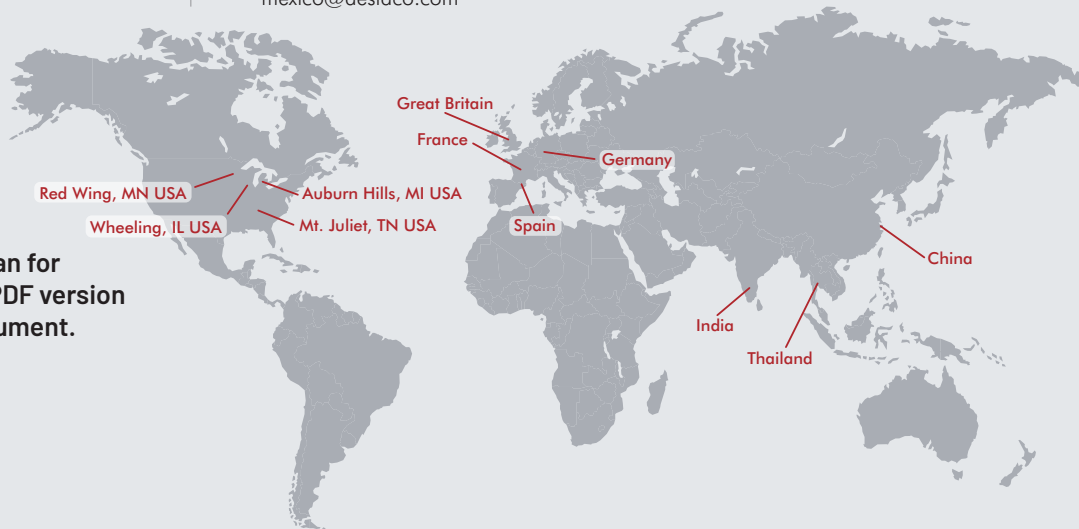 mexico@destaco.com
Great Britain
France
Germany
Red Wing, MN USA
Auburn Hills, MI USA
Wheeling, IL USA
Mt. Juliet, TN USA
Spain
an for
PDF version
ument.
China
India
Thailand